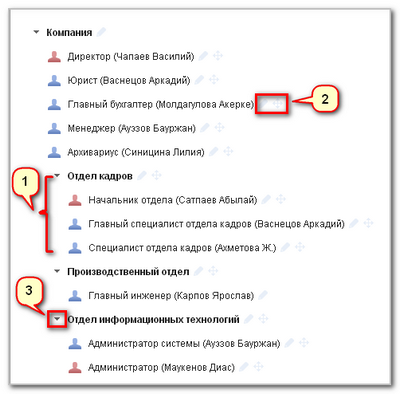 Компания
Директор (Чапаев Василий)
Юрист (Васнецов Аркадий)
Главный бухгалтер (Молдагулова Акерке)
2
Менеджер (Ауэзов Бауржан)
Архивариус (Синицина Лилия)
1
Отдел кадров
Начальник отдела (Сатпаев Абылай)
Главный специалист отдела кадров (Васнецов Аркадий)
Специалист отдела кадров (Ахметова Ж.)
Производственный отдел
3
Главный инженер (Карпов Ярослав)
Отдел информационных технологий
Администратор системы (Ауэзов Бауржан)
Администратор (Маукенов Диас)